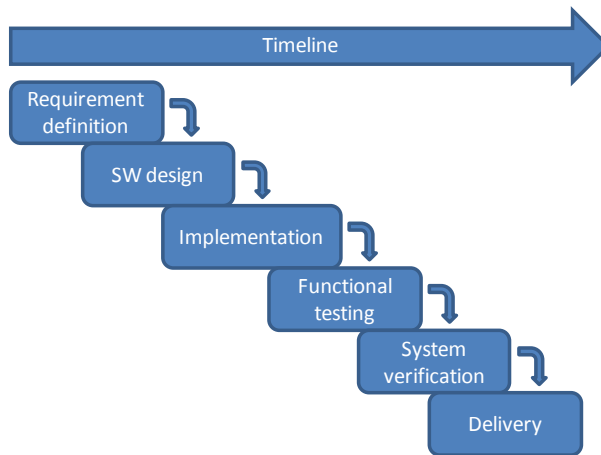 Timeline
Requirement
definition
SW design
Implementation
Functional
testing
System
verification
Delivery